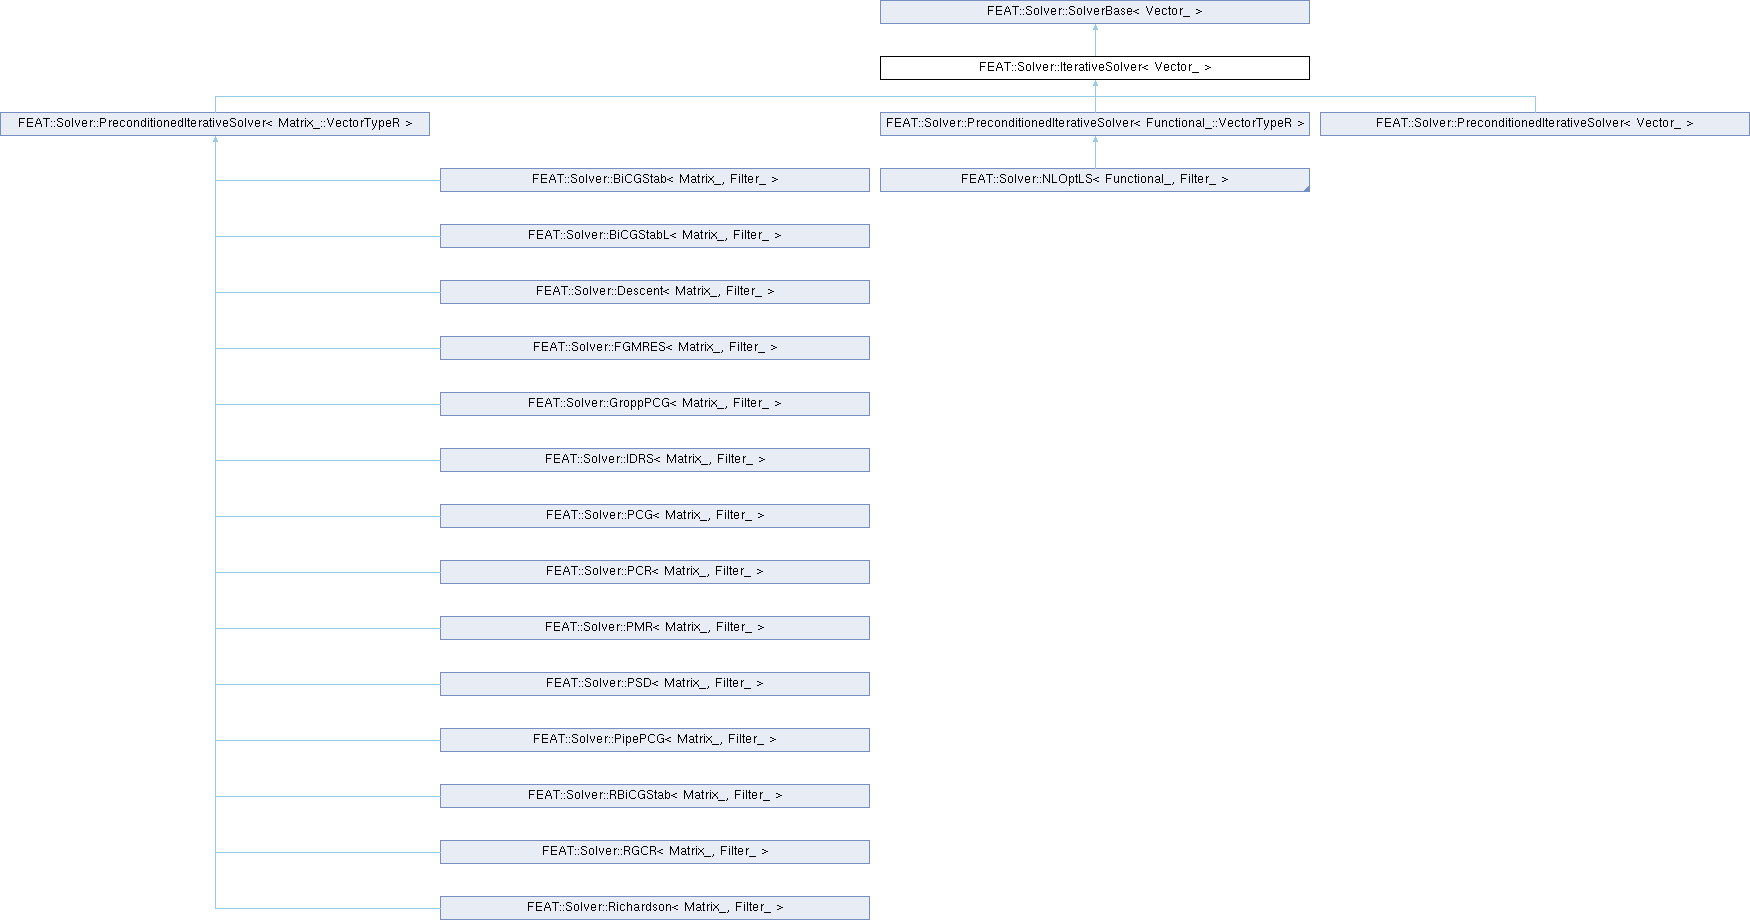 FEAT::Solver::SolverBase< Vector_ >
FEAT::Solver::IterativeSolver< Vector_ >
FEAT::Solver::PreconditionedIterativeSolver< Matrix_::VectorTypeR >
FEAT::Solver::PreconditionedIterativeSolver< Functional_::VectorTypeR >
FEAT::Solver::PreconditionedIterativeSolver< Vector_ >
FEAT::Solver::BiCGStab< Matrix_, Filter_ >
FEAT::Solver::NLOptLS< Functional_, Filter_ >
FEAT::Solver::BiCGStabL< Matrix_, Filter_ >
FEAT::Solver::Descent< Matrix_, Filter_ >
FEAT::Solver::FGMRES< Matrix_, Filter_ >
FEAT::Solver::GroppPCG< Matrix_, Filter_ >
FEAT::Solver::IDRS< Matrix_, Filter_ >
FEAT::Solver::PCG< Matrix_, Filter_ >
FEAT::Solver::PCR< Matrix_, Filter_ >
FEAT::Solver::PMR< Matrix_, Filter_ >
FEAT::Solver::PSD< Matrix_, Filter_ >
FEAT::Solver::PipePCG< Matrix_, Filter_ >
FEAT::Solver::RBiCGStab< Matrix_, Filter_ >
FEAT::Solver::RGCR< Matrix_, Filter_ >
FEAT::Solver::Richardson< Matrix_, Filter_ >